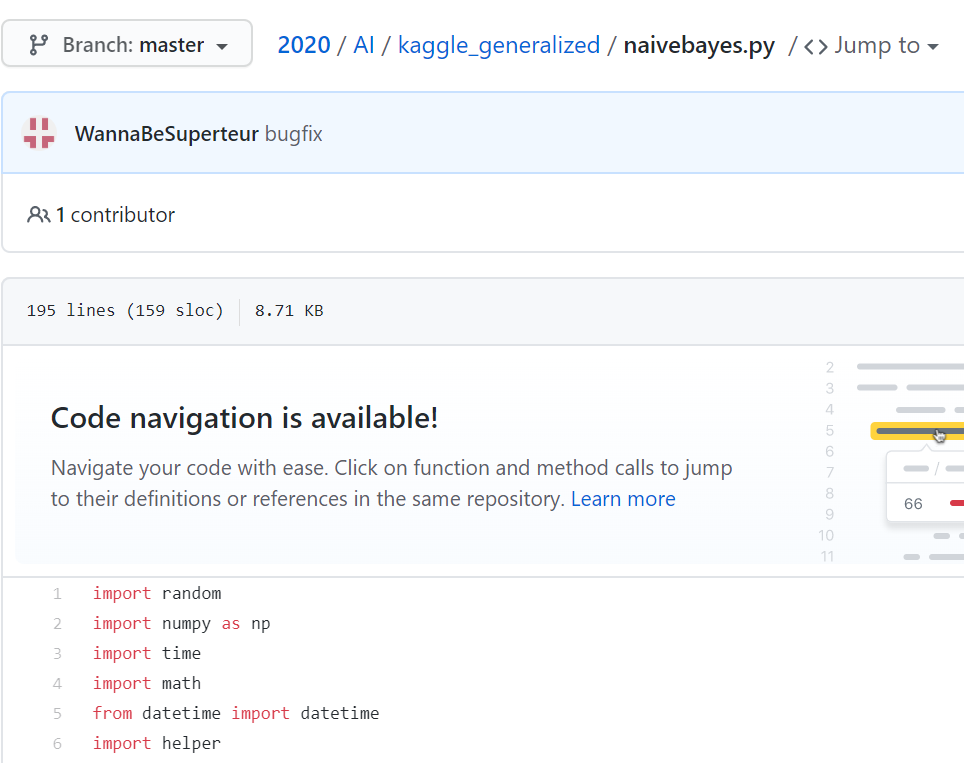 Branch: master 2020 / AI / kaggle_generalized / naivebayes.py / <> Jump to
WannaBeSuperteur bugfix
1 contributor
195 lines (159 sloc) 8.71 KB
Code navigation is available!
Navigate your code with ease. Click on function and method calls to jump
to their definitions or references in the same repository. Learn more
2
3
4
5
6
7
8
9
10
11
/
66
1 import random
2 import numpy as np
3 import time
4 import math
5 from datetime import datetime
6 import helper